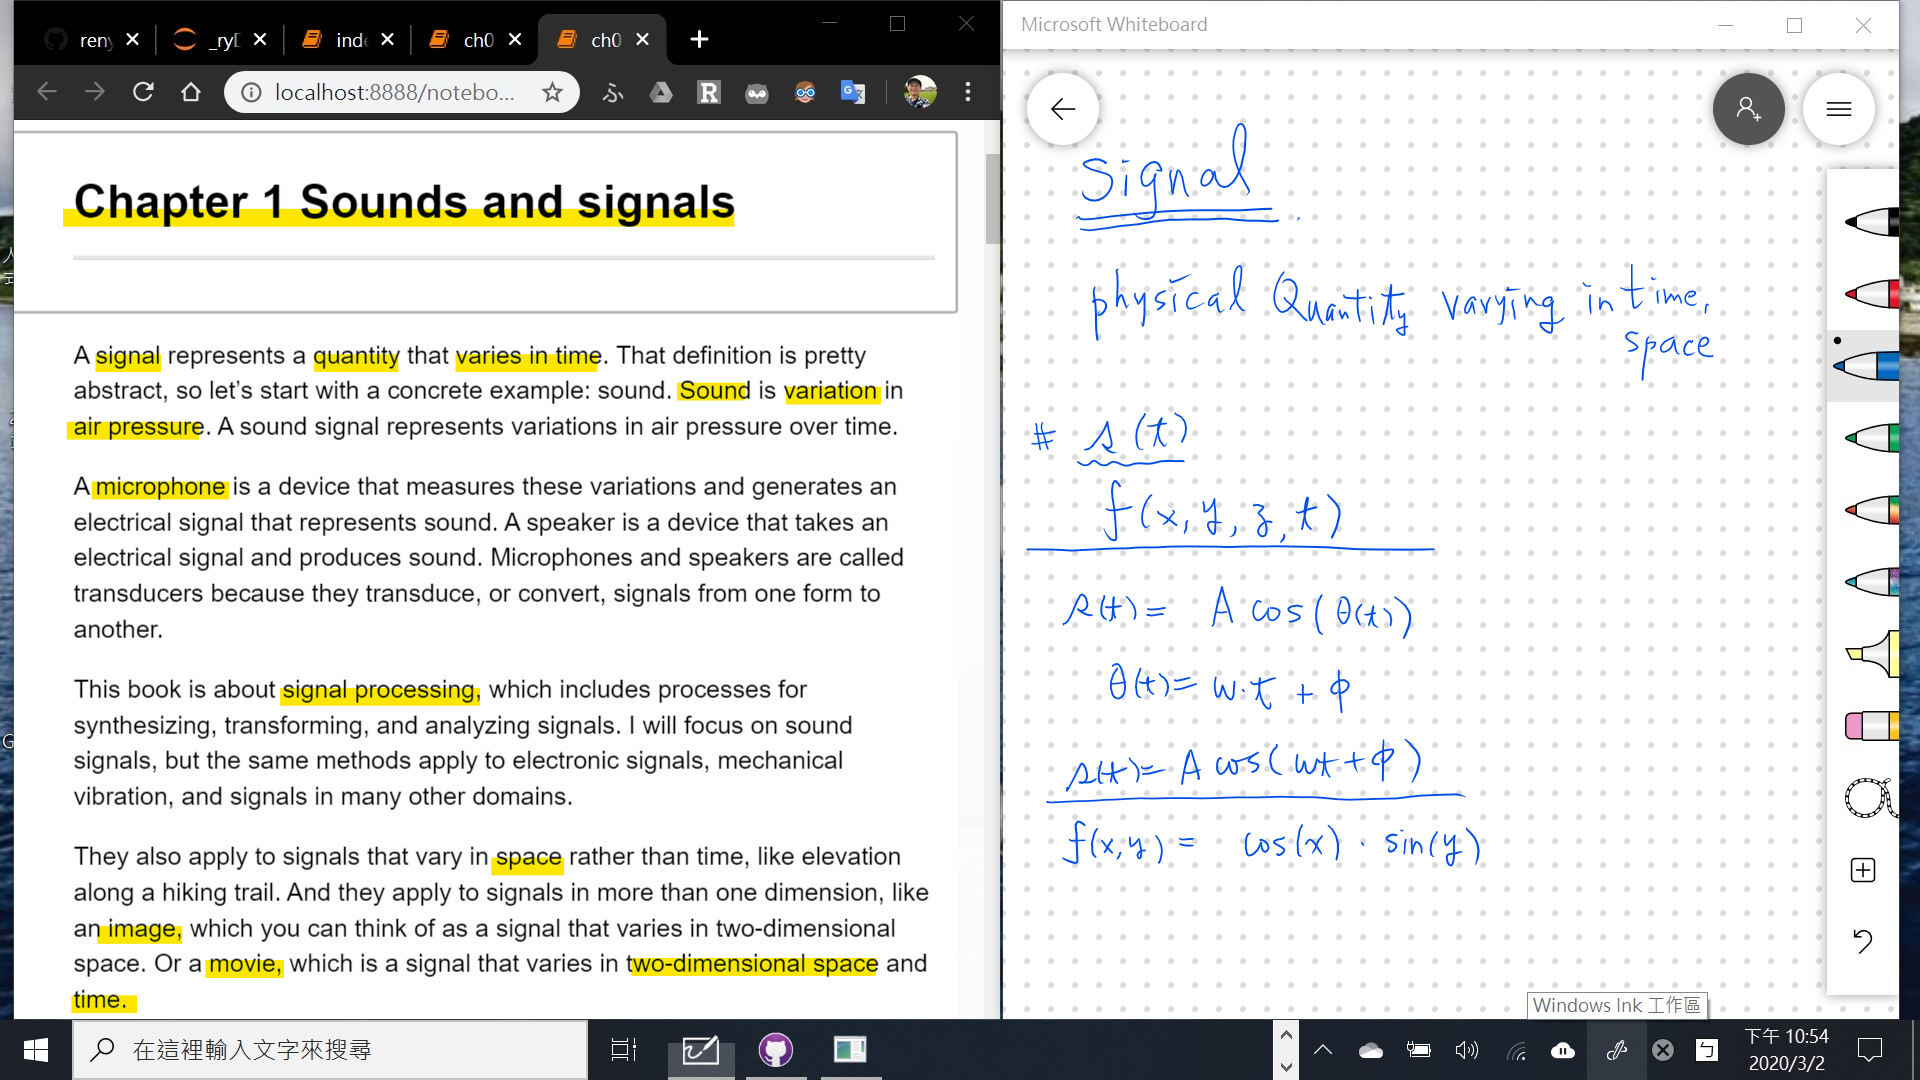 reny
_ryD
inde
ch0
ch0
localhost:8888/notebo...
Chapter 1 Sounds and signals
A signal represents a quantity that varies in time. That definition is pretty
abstract, so let's start with a concrete example: sound. Sound is variation in
air pressure. A sound signal represents variations in air pressure over time.
A microphone is a device that measures these variations and generates an
electrical signal that represents sound. A speaker is a device that takes an
electrical signal and produces sound. Microphones and speakers are called
transducers because they transduce, or convert, signals from one form to
another.
This book is about signal processing, which includes processes for
synthesizing, transforming, and analyzing signals. I will focus on sound
signals, but the same methods apply to electronic signals, mechanical
vibration, and signals in many other domains.
They also apply to signals that vary in space rather than time, like elevation
along a hiking trail. And they apply to signals in more than one dimension, like
an image, which you can think of as a signal that varies in two-dimensional
space. Or a movie, which is a signal that varies in two-dimensional space and
time.
Microsoft Whiteboard
Signal
physical Quantity varying in time,
space
# s(t)
f(x, y, z, t)
s(t) = A cos(θ(t))
θ(t) = w·t + φ
s(t) = A cos(wt + φ)
f(x,y) = cos(x) · sin(y)
Windows Ink 工作區
在這裡輸入文字來搜尋
ㄅ
下午 10:54
2020/3/2